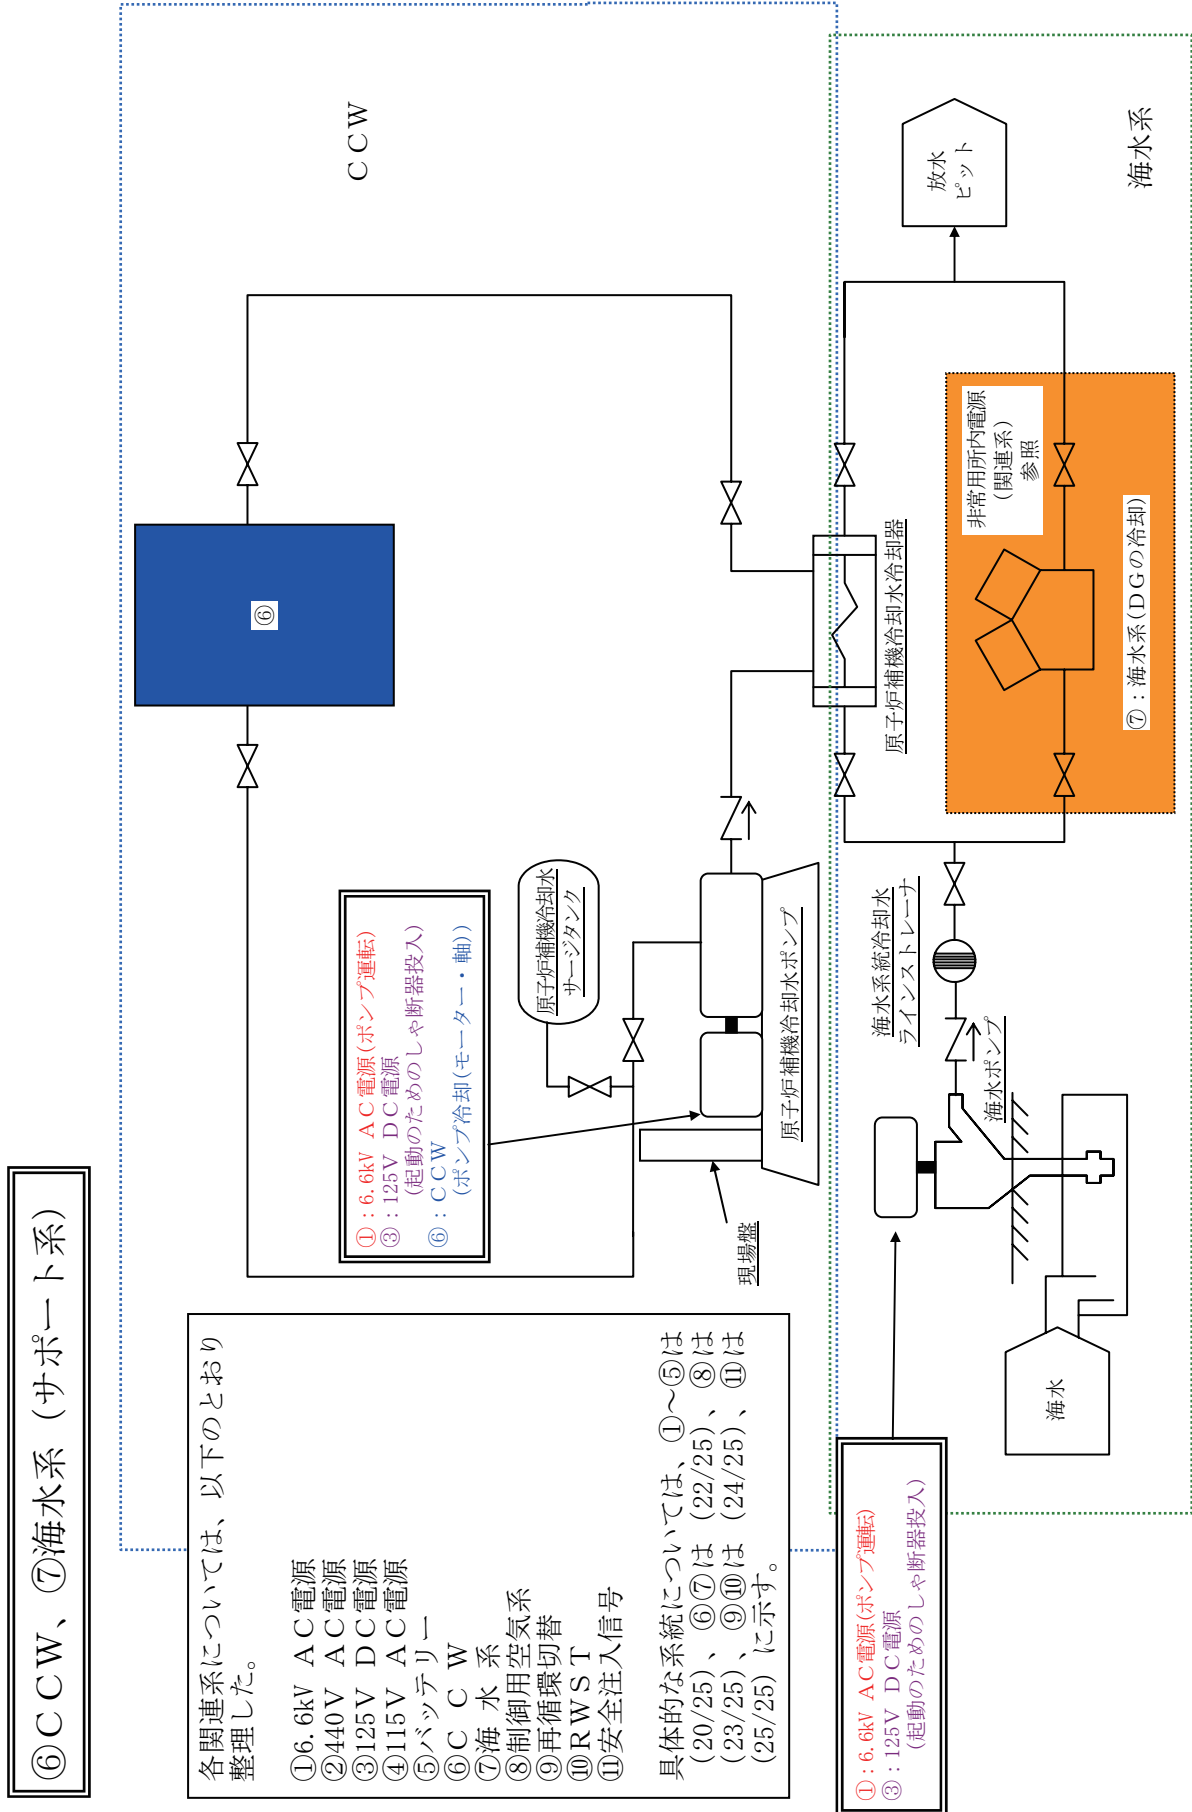 ⑥ＣＣＷ、⑦海水系（サポート系）
各関連系については、以下のとおり
整理した。
①6.6kV ＡＣ電源
②440V ＡＣ電源
③125V ＤＣ電源
④115V ＡＣ電源
⑤バッテリー
⑥ＣＣＷ
⑦海水系
⑧制御用空気系
⑨再循環切替
⑩ＲＷＳＴ
⑪安全注入信号
具体的な系統については、①～⑤は
(20/25)、⑥⑦は (22/25)、⑧は
(23/25)、⑨⑩は (24/25)、⑪は
(25/25) に示す。
①：6.6kV ＡＣ電源(ポンプ運転)
③：125V ＤＣ電源
(起動のためのしゃ断器投入)
⑥：ＣＣＷ
(ポンプ冷却(モーター・軸))
ＣＣＷ
⑥
原子炉補機冷却水
サージタンク
原子炉補機冷却水ポンプ
現場盤
原子炉補機冷却水冷却器
①：6.6kV ＡＣ電源(ポンプ運転)
③：125V ＤＣ電源
(起動のためのしゃ断器投入)
海水
海水ポンプ
海水系統冷却水
ラインストレーナ
非常用所内電源
(関連系)
参照
⑦：海水系(ＤＧの冷却)
放水
ピット
海水系